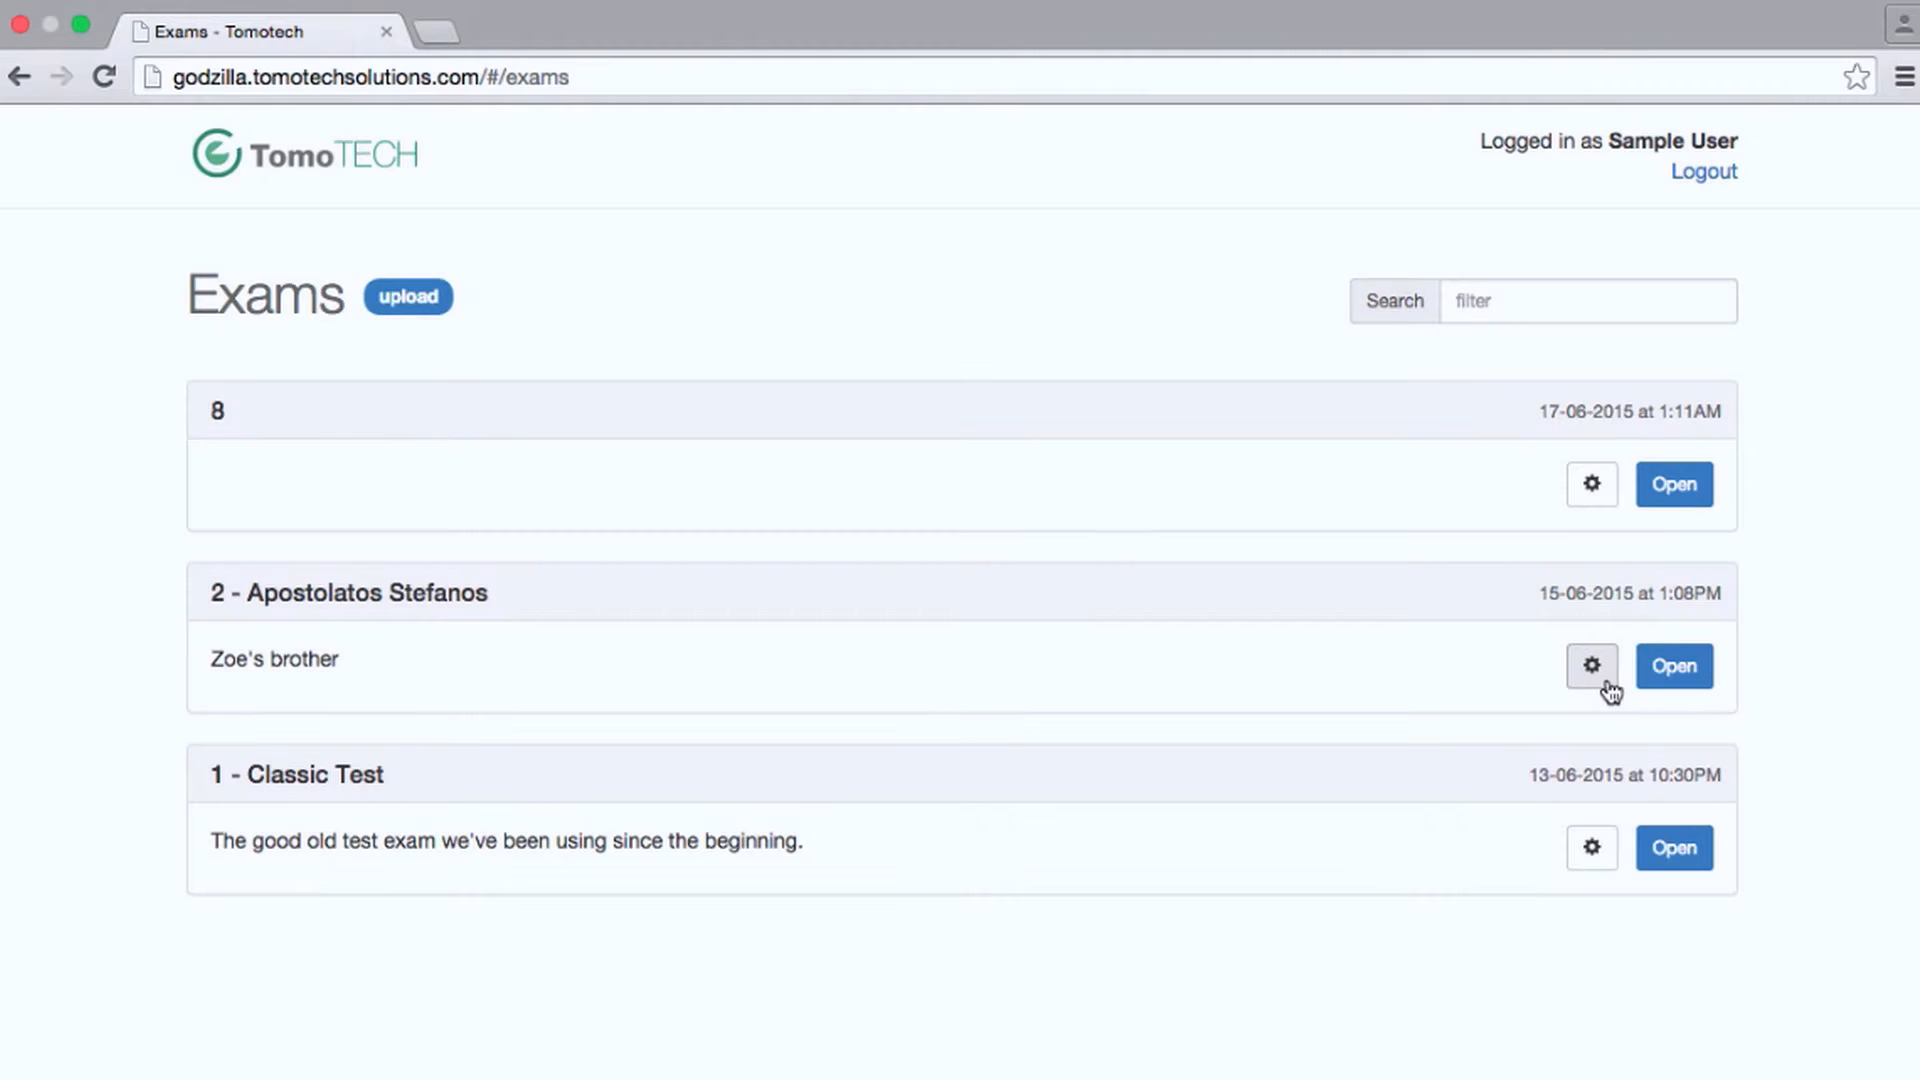 Exams - Tomotech
godzilla.tomotechsolutions.com/#/exams
TomoTECH
Logged in as Sample User
Logout
Exams upload
Search filter
8 17-06-2015 at 1:11AM
Open
2 - Apostolatos Stefanos 15-06-2015 at 1:08PM
Zoe's brother Open
1 - Classic Test 13-06-2015 at 10:30PM
The good old test exam we've been using since the beginning. Open